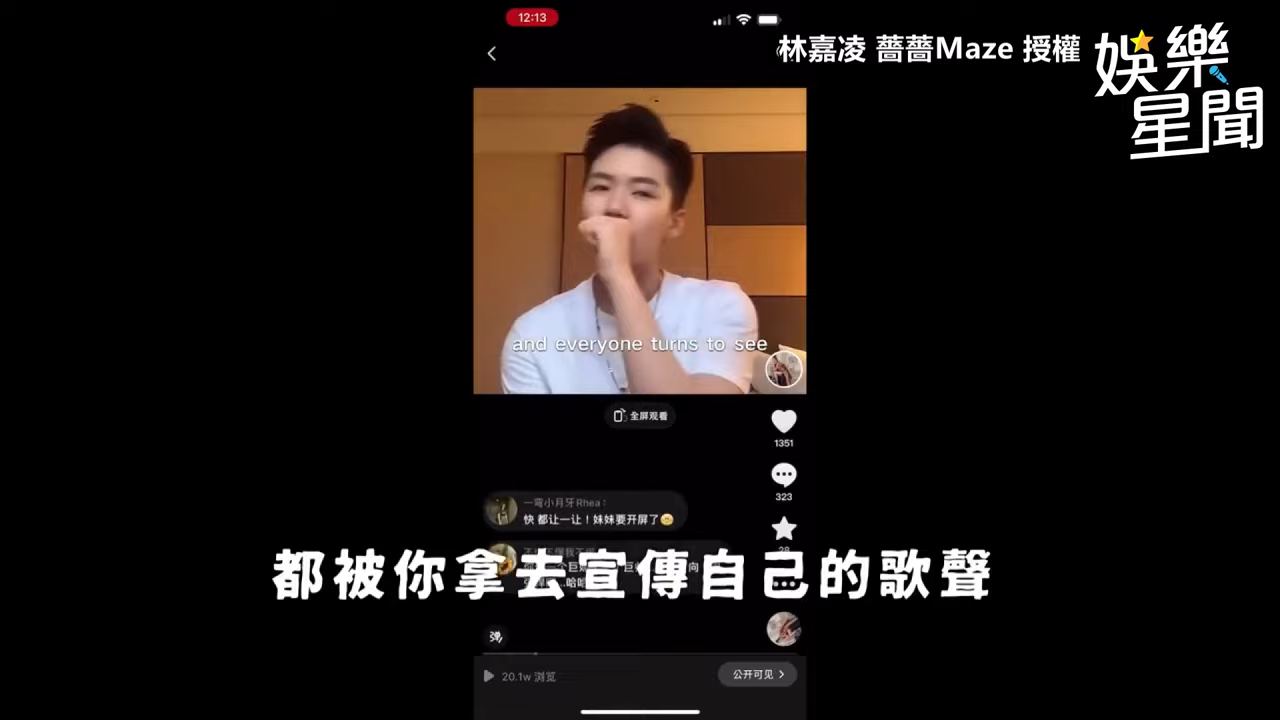 12:13
林嘉凌 薔薔Maze 授權
娛樂
星聞
and everyone turns to see
全屏观看
1351
323
一弯小月牙Rhea：
快 都让一让！妹妹要开屏了
28
都被你拿去宣傳自己的歌聲
弹
20.1w 浏览
公开可见